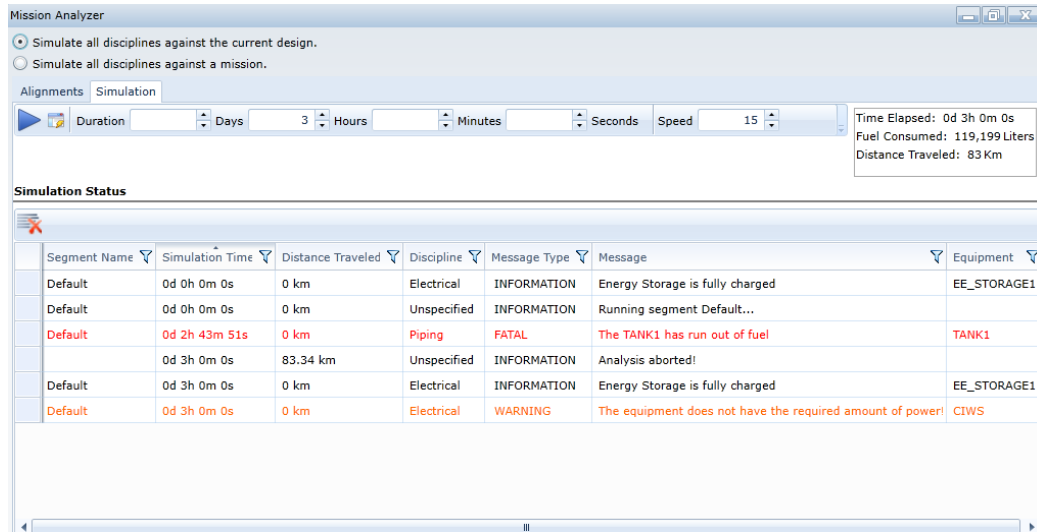 Mission Analyzer
Simulate all disciplines against the current design.
Simulate all disciplines against a mission.
Alignments Simulation
Duration Days 3 Hours Minutes Seconds Speed 15
Time Elapsed: 0d 3h 0m 0s
Fuel Consumed: 119,199 Liters
Distance Traveled: 83 Km
Simulation Status
Segment Name Simulation Time Distance Traveled Discipline Message Type Message Equipment
Default 0d 0h 0m 0s 0 km Electrical INFORMATION Energy Storage is fully charged EE_STORAGE1
Default 0d 0h 0m 0s 0 km Unspecified INFORMATION Running segment Default...
Default 0d 2h 43m 51s 0 km Piping FATAL The TANK1 has run out of fuel TANK1
0d 3h 0m 0s 83.34 km Unspecified INFORMATION Analysis aborted!
Default 0d 3h 0m 0s 0 km Electrical INFORMATION Energy Storage is fully charged EE_STORAGE1
Default 0d 3h 0m 0s 0 km Electrical WARNING The equipment does not have the required amount of power! CIWS